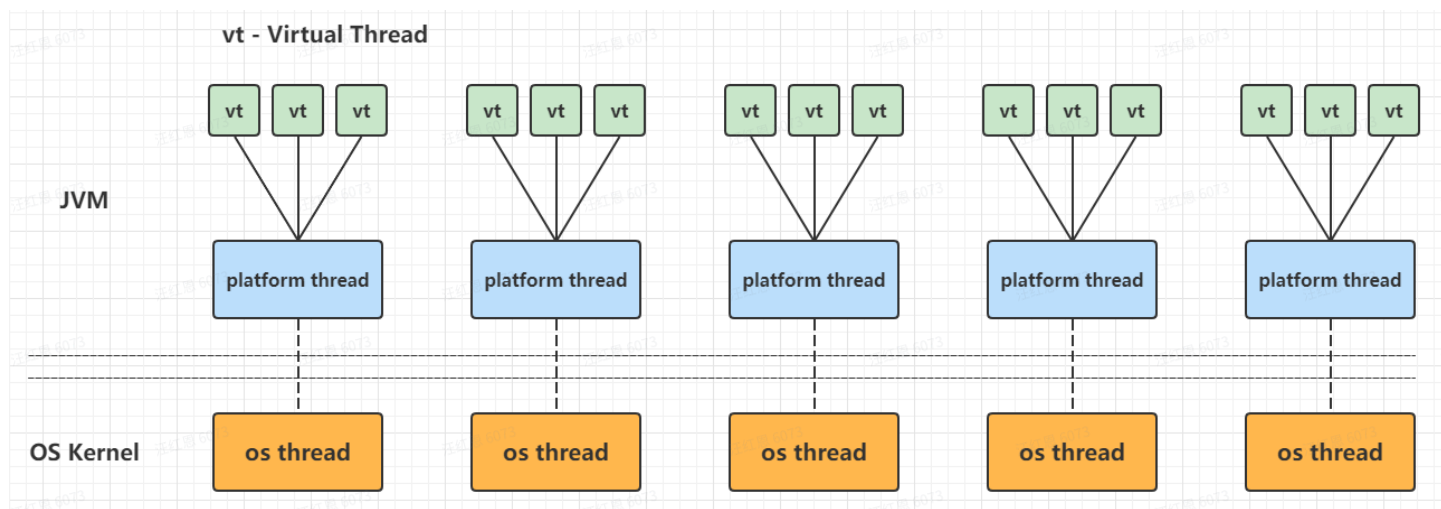 vt - Virtual Thread
vt vt vt vt vt vt vt vt vt vt vt vt vt vt vt
JVM
platform thread platform thread platform thread platform thread platform thread
OS Kernel os thread os thread os thread os thread os thread